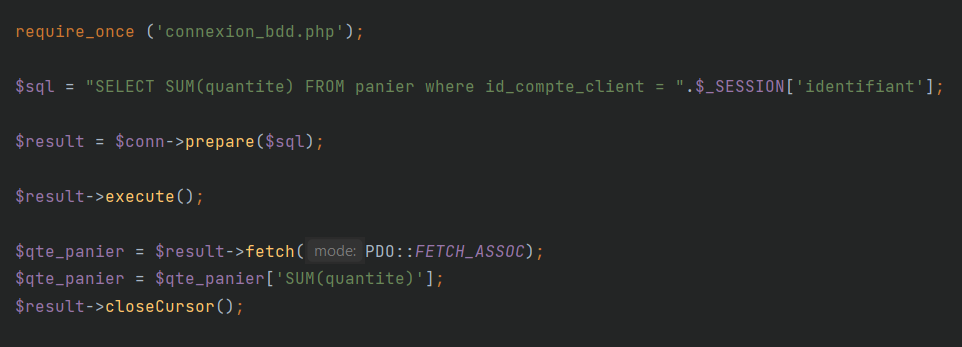 require_once ('connexion_bdd.php');
$sql = "SELECT SUM(quantite) FROM panier where id_compte_client = ".$_SESSION['identifiant'];
$result = $conn->prepare($sql);
$result->execute();
$qte_panier = $result->fetch( mode: PDO::FETCH_ASSOC);
$qte_panier = $qte_panier['SUM(quantite)'];
$result->closeCursor();